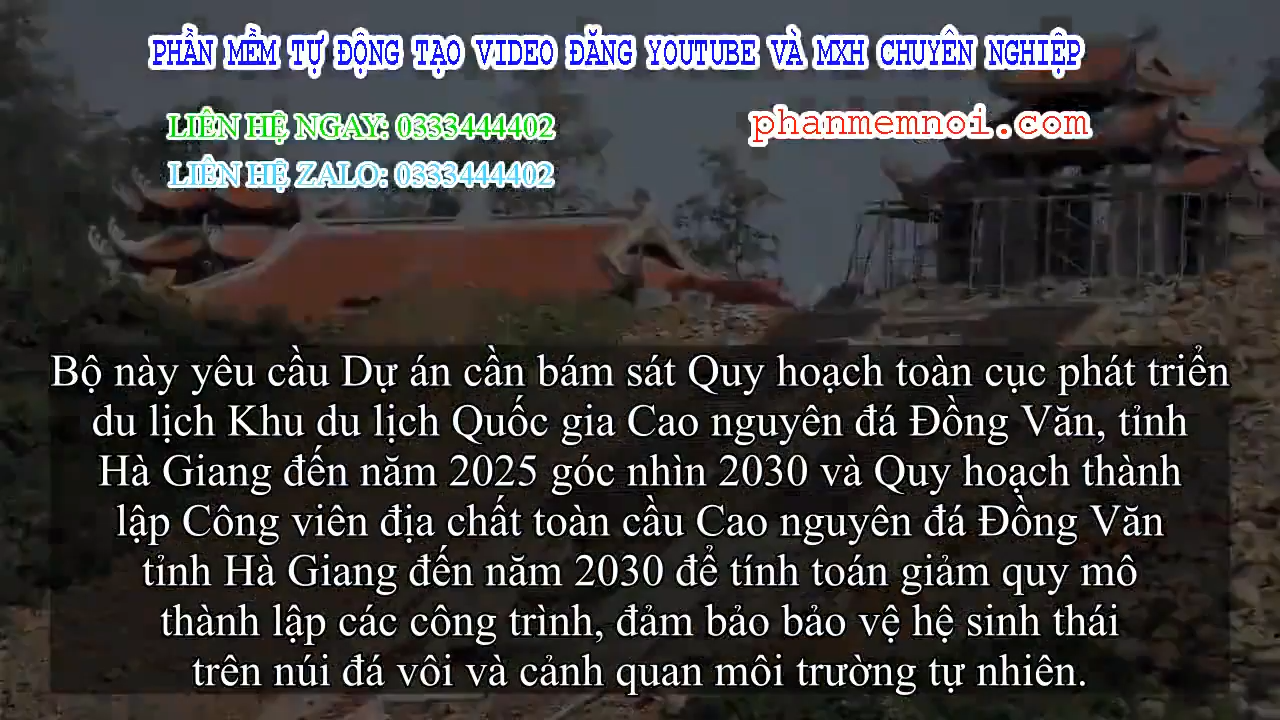 PHẦN MỀM TỰ ĐỘNG TẠO VIDEO ĐĂNG YOUTUBE VÀ MXH CHUYÊN NGHIỆP
LIÊN HỆ NGAY: 0333444402
phanmemnoi.com
LIÊN HỆ ZALO: 0333444402
Bộ này yêu cầu Dự án cần bám sát Quy hoạch toàn cục phát triển
du lịch Khu du lịch Quốc gia Cao nguyên đá Đồng Văn, tỉnh
Hà Giang đến năm 2025 góc nhìn 2030 và Quy hoạch thành
lập Công viên địa chất toàn cầu Cao nguyên đá Đồng Văn
tỉnh Hà Giang đến năm 2030 để tính toán giảm quy mô
thành lập các công trình, đảm bảo bảo vệ hệ sinh thái
trên núi đá vôi và cảnh quan môi trường tự nhiên.